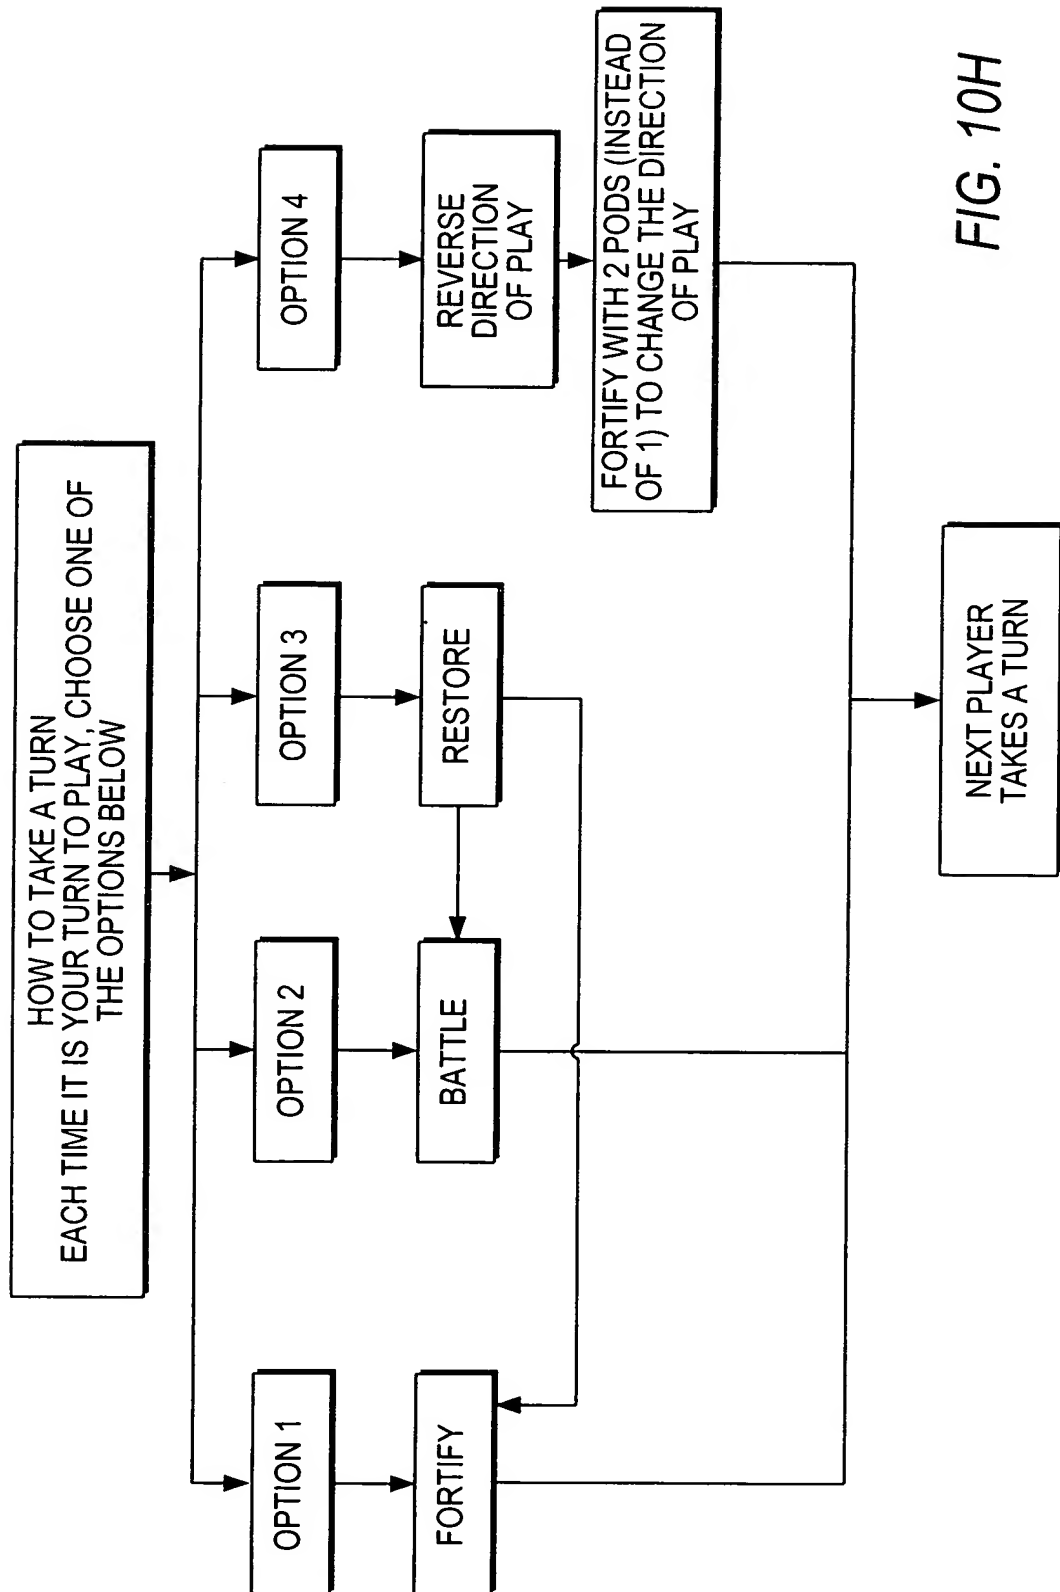 HOW TO TAKE A TURN
EACH TIME IT IS YOUR TURN TO PLAY, CHOOSE ONE OF
THE OPTIONS BELOW
OPTION 1
OPTION 2
OPTION 3
OPTION 4
FORTIFY
BATTLE
RESTORE
REVERSE
DIRECTION
OF PLAY
FORTIFY WITH 2 PODS (INSTEAD
OF 1) TO CHANGE THE DIRECTION
OF PLAY
NEXT PLAYER
TAKES A TURN
FIG. 10H